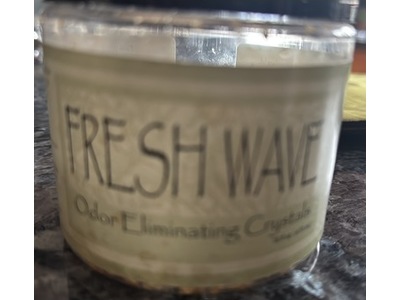 FRESH WAVE
Odor Eliminating Crystals